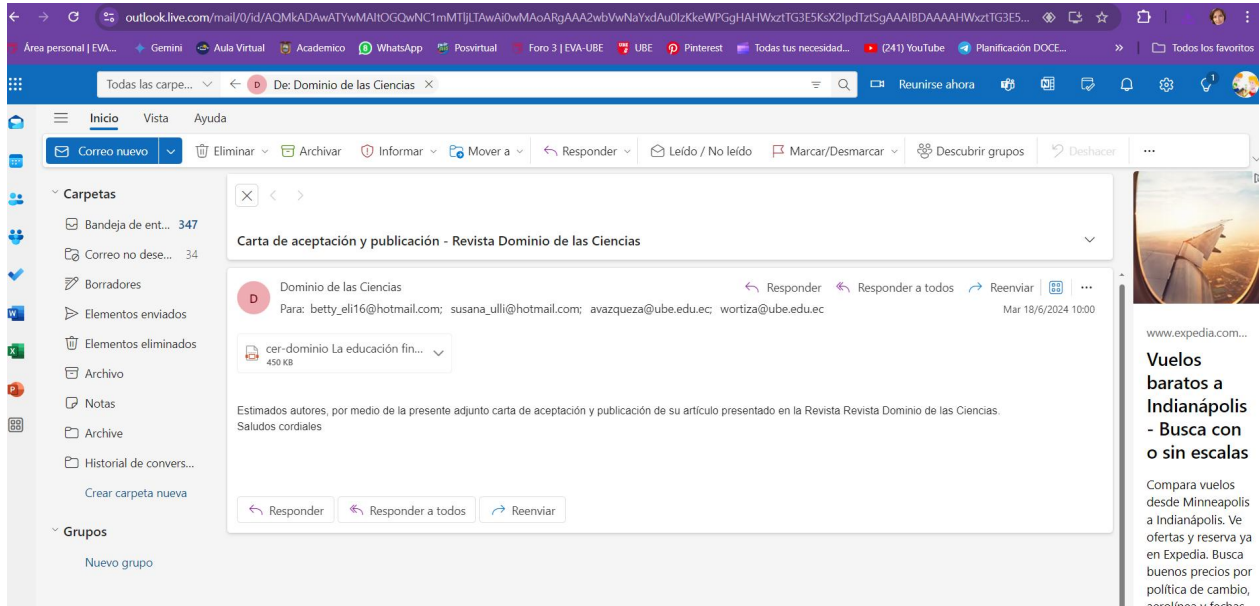 outlook.live.com/mail/0/id/AQMkADAwATYwMAItOGQwNC1mMTljLTAwAi0wMAoARgAAA2wbVwNaYxdAu0IzKkeWPGgHAHWxztTG3E5KsX2IpdTztSgAAAIBDAAAAHWxztTG3E5...
Área personal | EVA... Gemini Aula Virtual Academico WhatsApp Posvirtual Foro 3 | EVA-UBE UBE Pinterest Todas tus necesidad... (241) YouTube Planificación DOCE... » Todos los favoritos
Todas las carpe... D De: Dominio de las Ciencias Reunirse ahora 1
Inicio Vista Ayuda
Correo nuevo Eliminar Archivar Informar Mover a Responder Leído / No leído Marcar/Desmarcar Descubrir grupos Deshacer ...
Carpetas
Bandeja de ent... 347
Correo no dese... 34
Borradores
Elementos enviados
Elementos eliminados
Archivo
Notas
Archive
Historial de convers...
Crear carpeta nueva
Grupos
Nuevo grupo
Carta de aceptación y publicación - Revista Dominio de las Ciencias
D
Dominio de las Ciencias
Responder Responder a todos Reenviar ...
Para: betty_eli16@hotmail.com; susana_ulli@hotmail.com; avazqueza@ube.edu.ec; wortiza@ube.edu.ec
Mar 18/6/2024 10:00
cer-dominio La educación fin...
450 KB
Estimados autores, por medio de la presente adjunto carta de aceptación y publicación de su artículo presentado en la Revista Revista Dominio de las Ciencias.
Saludos cordiales
Responder Responder a todos Reenviar
www.expedia.com...
Vuelos
baratos a
Indianápolis
- Busca con
o sin escalas
Compara vuelos
desde Minneapolis
a Indianápolis. Ve
ofertas y reserva ya
en Expedia. Busca
buenos precios por
política de cambio,
aerolínea y fechas